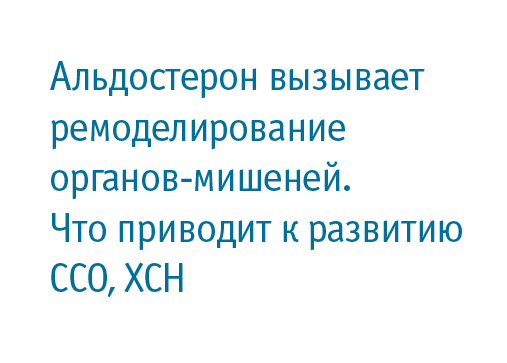 Альдостерон вызывает
ремоделирование
органов-мишеней.
Что приводит к развитию
ССО, ХСН